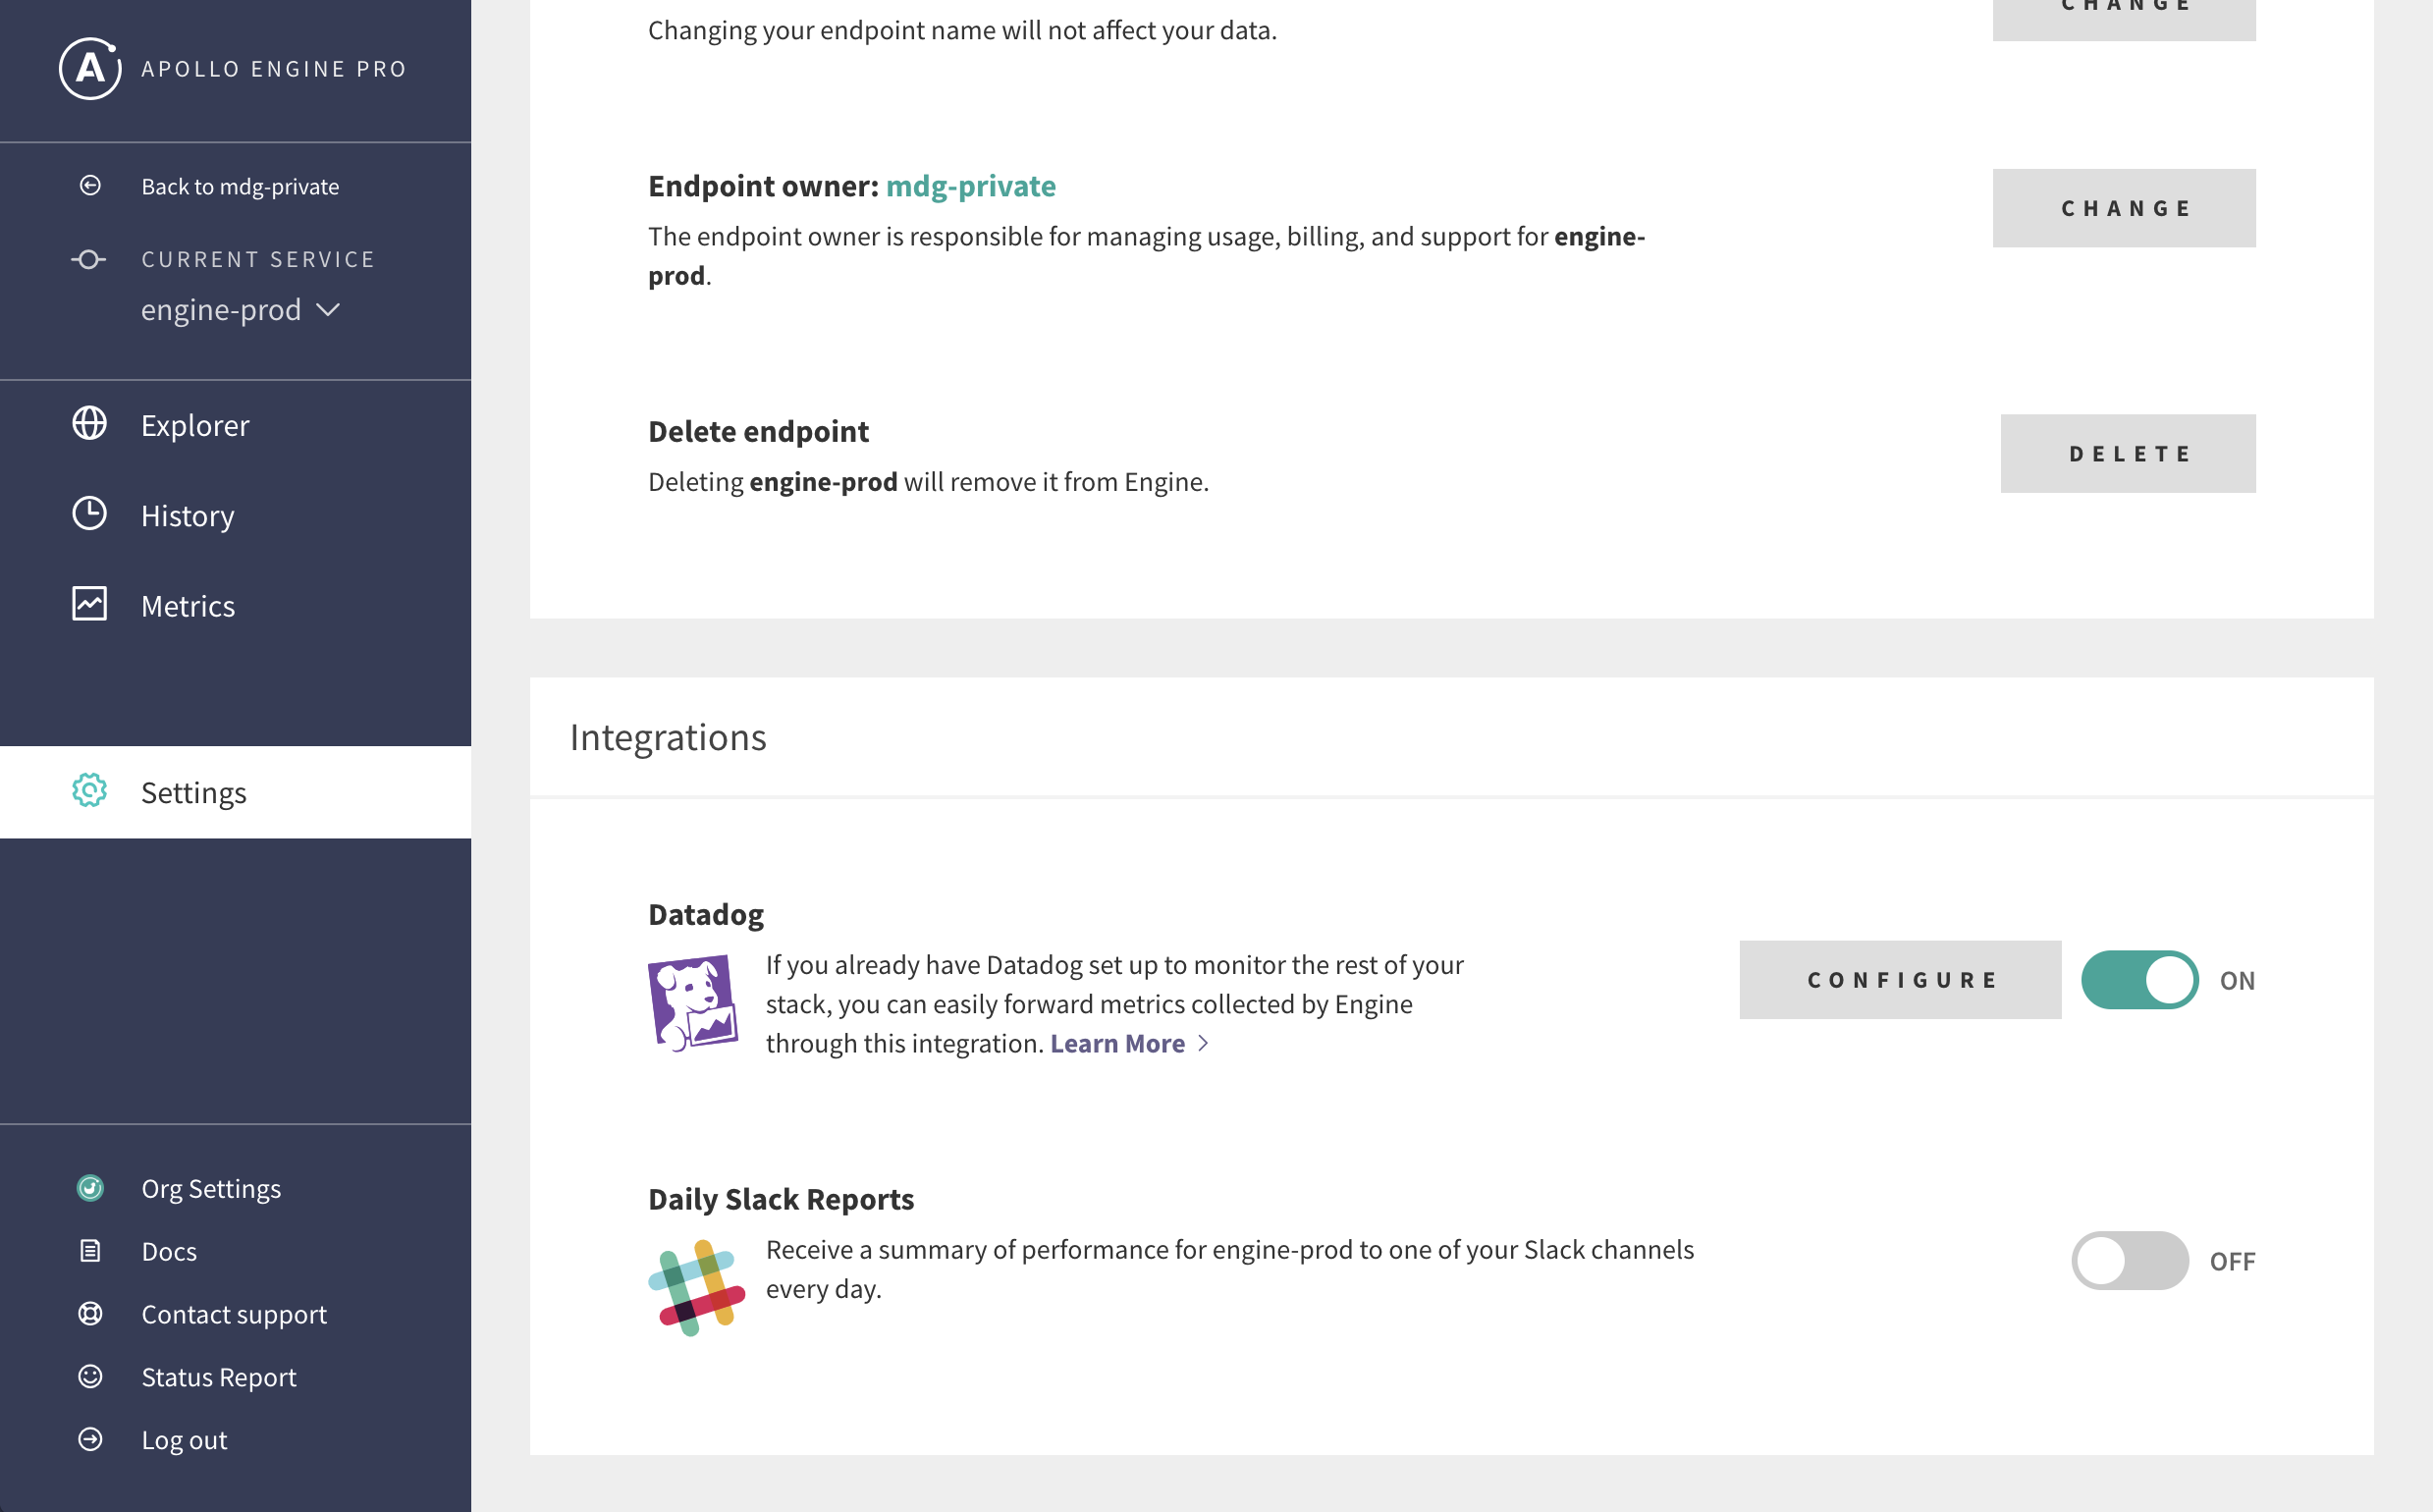 APOLLO ENGINE PRO
Back to mdg-private
CURRENT SERVICE
engine-prod
Explorer
History
Metrics
Settings
Org Settings
Docs
Contact support
Status Report
Log out
CHANGE
Changing your endpoint name will not affect your data.
Endpoint owner: mdg-private
The endpoint owner is responsible for managing usage, billing, and support for engine-
prod.
CHANGE
Delete endpoint
Deleting engine-prod will remove it from Engine.
DELETE
Integrations
Datadog
If you already have Datadog set up to monitor the rest of your
stack, you can easily forward metrics collected by Engine
through this integration. Learn More
CONFIGURE
ON
Daily Slack Reports
Receive a summary of performance for engine-prod to one of your Slack channels
every day.
OFF